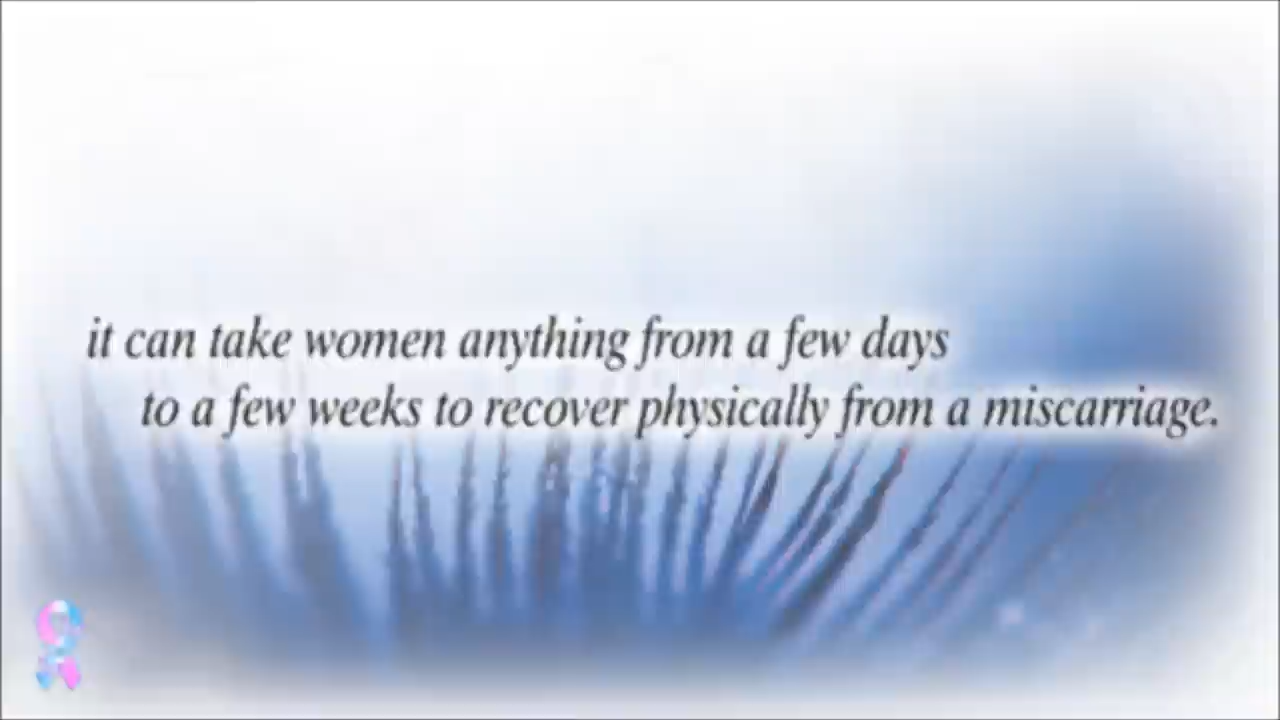 it can take women anything from a few days
to a few weeks to recover physically from a miscarriage.